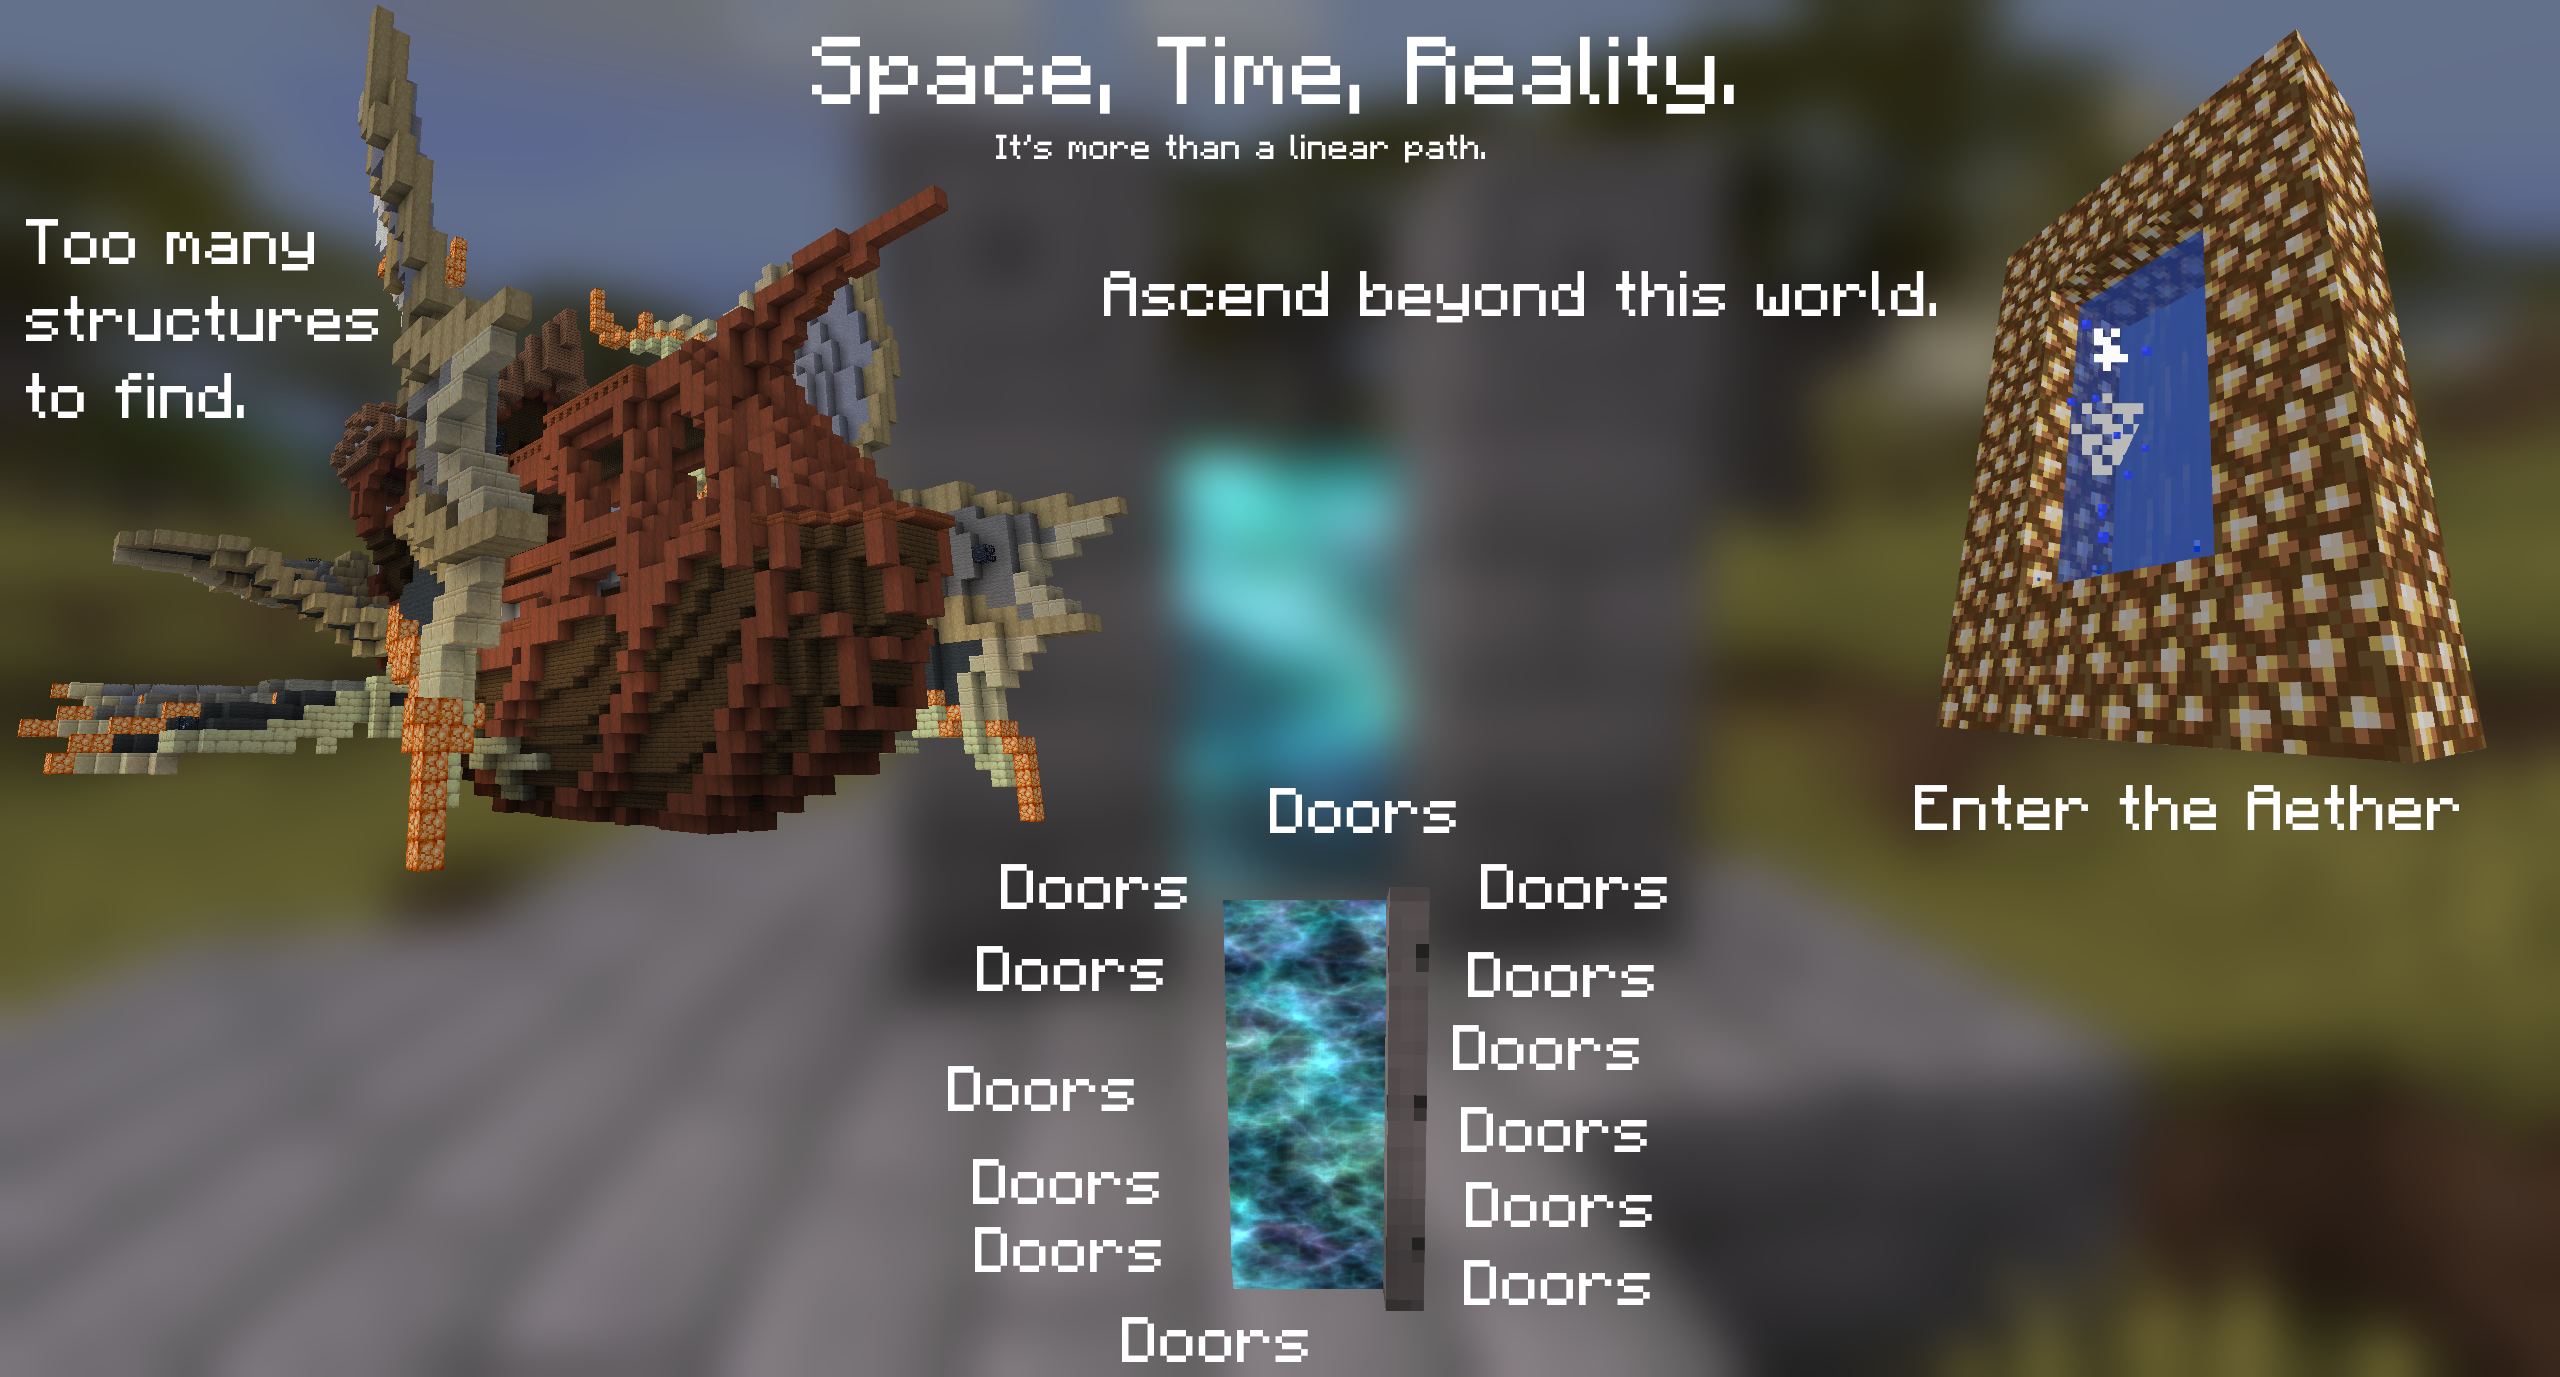 Space, Time, Reality.
It's more than a linear path.
Too many
structures
to find.
Ascend beyond this world.
Enter the Aether
Doors
Doors
Doors
Doors
Doors
Doors
Doors
Doors
Doors
Doors
Doors
Doors
Doors